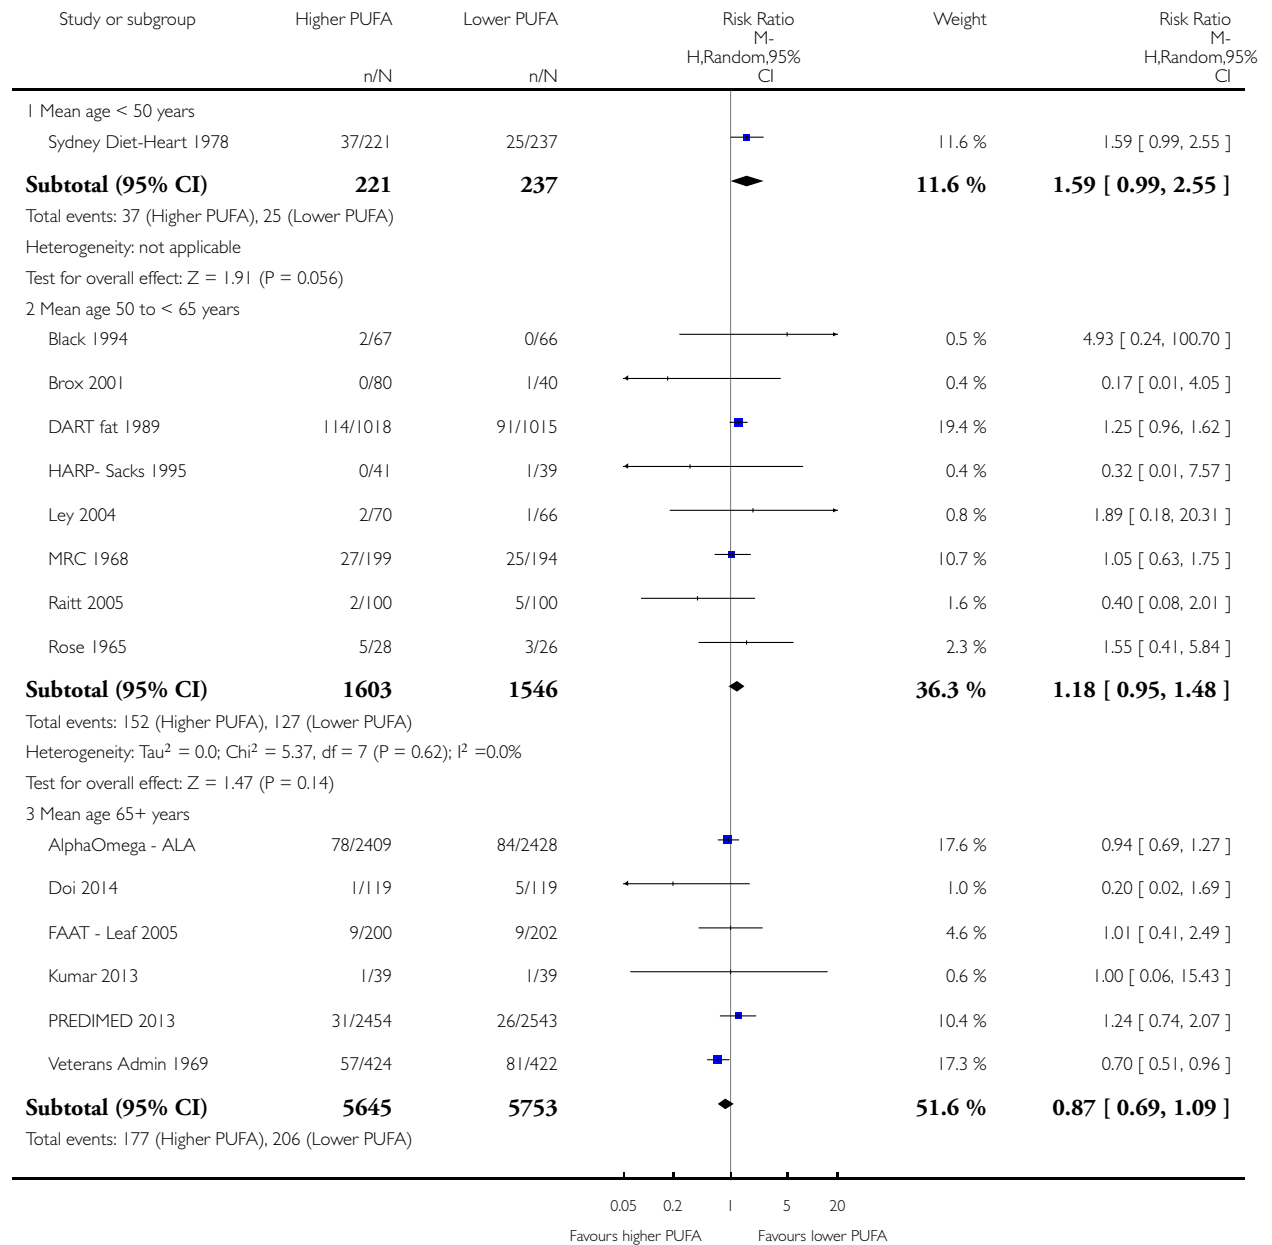 Study or subgroup Higher PUFA Lower PUFA Risk Ratio Weight Risk Ratio
M- M-
H,Random,95% H,Random,95%
n/N n/N CI CI
1 Mean age < 50 years
Sydney Diet-Heart 1978 37/221 25/237 11.6 % 1.59 [ 0.99, 2.55 ]
Subtotal (95% CI) 221 237 11.6 % 1.59 [ 0.99, 2.55 ]
Total events: 37 (Higher PUFA), 25 (Lower PUFA)
Heterogeneity: not applicable
Test for overall effect: Z = 1.91 (P = 0.056)
2 Mean age 50 to < 65 years
Black 1994 2/67 0/66 0.5 % 4.93 [ 0.24, 100.70 ]
Brox 2001 0/80 1/40 0.4 % 0.17 [ 0.01, 4.05 ]
DART fat 1989 114/1018 91/1015 19.4 % 1.25 [ 0.96, 1.62 ]
HARP- Sacks 1995 0/41 1/39 0.4 % 0.32 [ 0.01, 7.57 ]
Ley 2004 2/70 1/66 0.8 % 1.89 [ 0.18, 20.31 ]
MRC 1968 27/199 25/194 10.7 % 1.05 [ 0.63, 1.75 ]
Raitt 2005 2/100 5/100 1.6 % 0.40 [ 0.08, 2.01 ]
Rose 1965 5/28 3/26 2.3 % 1.55 [ 0.41, 5.84 ]
Subtotal (95% CI) 1603 1546 36.3 % 1.18 [ 0.95, 1.48 ]
Total events: 152 (Higher PUFA), 127 (Lower PUFA)
Heterogeneity: Tau² = 0.0; Chi² = 5.37, df = 7 (P = 0.62); I² =0.0%
Test for overall effect: Z = 1.47 (P = 0.14)
3 Mean age 65+ years
AlphaOmega - ALA 78/2409 84/2428 17.6 % 0.94 [ 0.69, 1.27 ]
Doi 2014 1/119 5/119 1.0 % 0.20 [ 0.02, 1.69 ]
FAAT - Leaf 2005 9/200 9/202 4.6 % 1.01 [ 0.41, 2.49 ]
Kumar 2013 1/39 1/39 0.6 % 1.00 [ 0.06, 15.43 ]
PREDIMED 2013 31/2454 26/2543 10.4 % 1.24 [ 0.74, 2.07 ]
Veterans Admin 1969 57/424 81/422 17.3 % 0.70 [ 0.51, 0.96 ]
Subtotal (95% CI) 5645 5753 51.6 % 0.87 [ 0.69, 1.09 ]
Total events: 177 (Higher PUFA), 206 (Lower PUFA)
0.05 0.2 1 5 20
Favours higher PUFA Favours lower PUFA